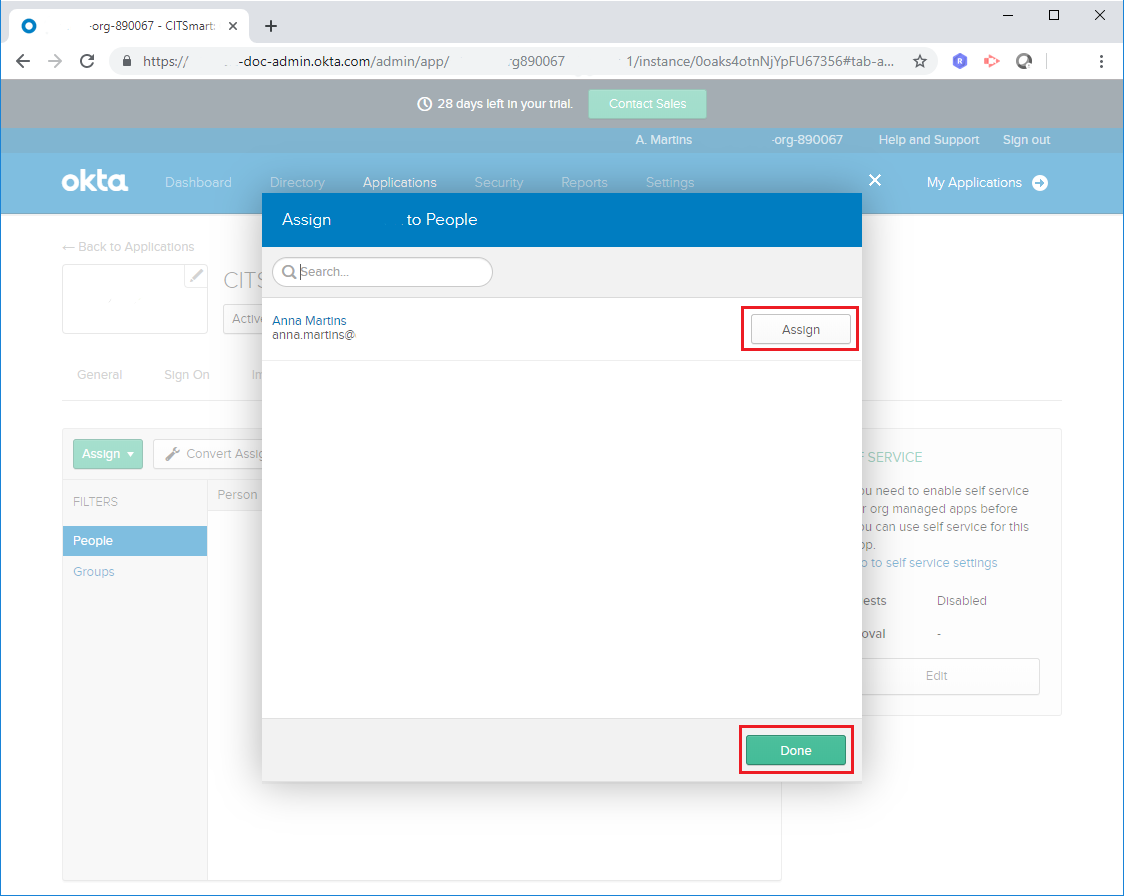 -org-890067 - CITSmart:
https:// -doc-admin.okta.com/admin/app/ g890067 1/instance/0oaks4otnNjYpFU67356#tab-a...
R
28 days left in your trial. Contact Sales
A. Martins -org-890067 Help and Support Sign out
okta Dashboard Directory Applications Security Reports Settings My Applications
Assign to People
← Back to Applications
Search...
CITS
Active
Anna Martins
anna.martins@
Assign
General Sign On Im
Assign Convert Assig
SERVICE
FILTERS
Person
ou need to enable self service
r org managed apps before
ou can use self service for this
pp.
o to self service settings
People
Groups
ests Disabled
oval -
Edit
Done